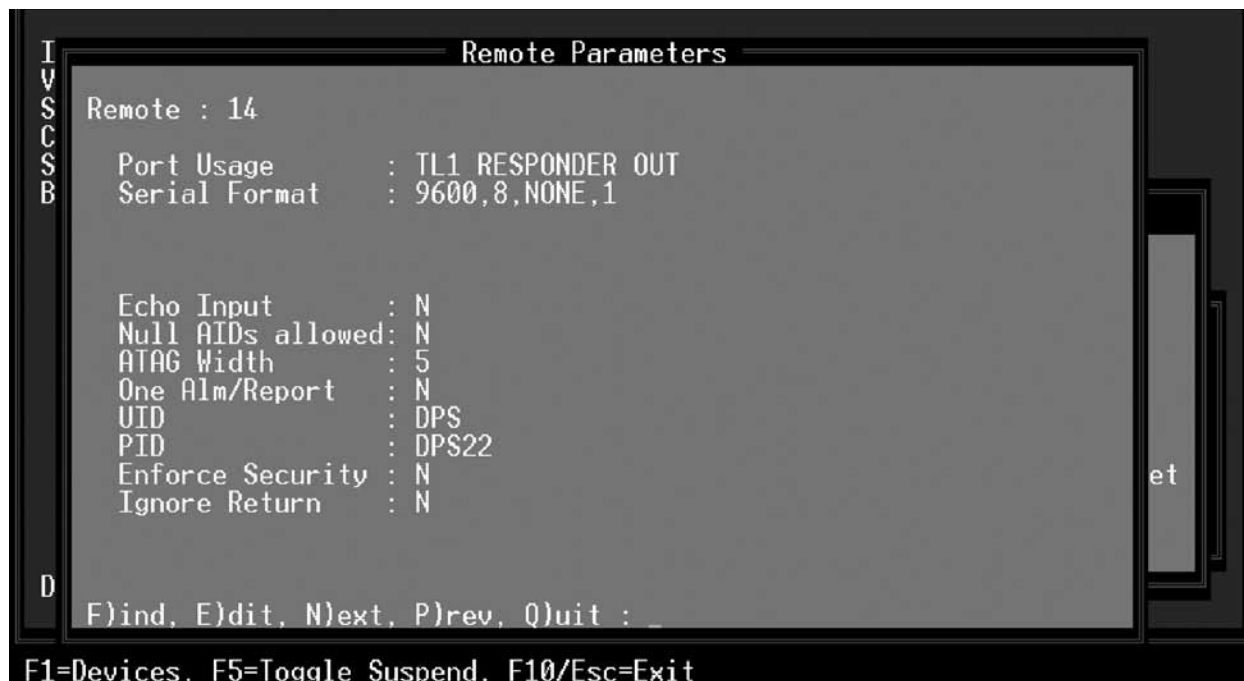 Remote Parameters
I
V
S
C
S
B
Remote : 14
Port Usage : TL1 RESPONDER OUT
Serial Format : 9600,8,NONE,1
Echo Input : N
Null AIDs allowed: N
ATAG Width : 5
One Alm/Report : N
UID : DPS
PID : DPS22
Enforce Security : N
et
Ignore Return : N
D
F)ind, E)dit, N)ext, P)rev, Q)uit : _
F1=Devices, F5=Toggle Suspend, F10/Esc=Exit